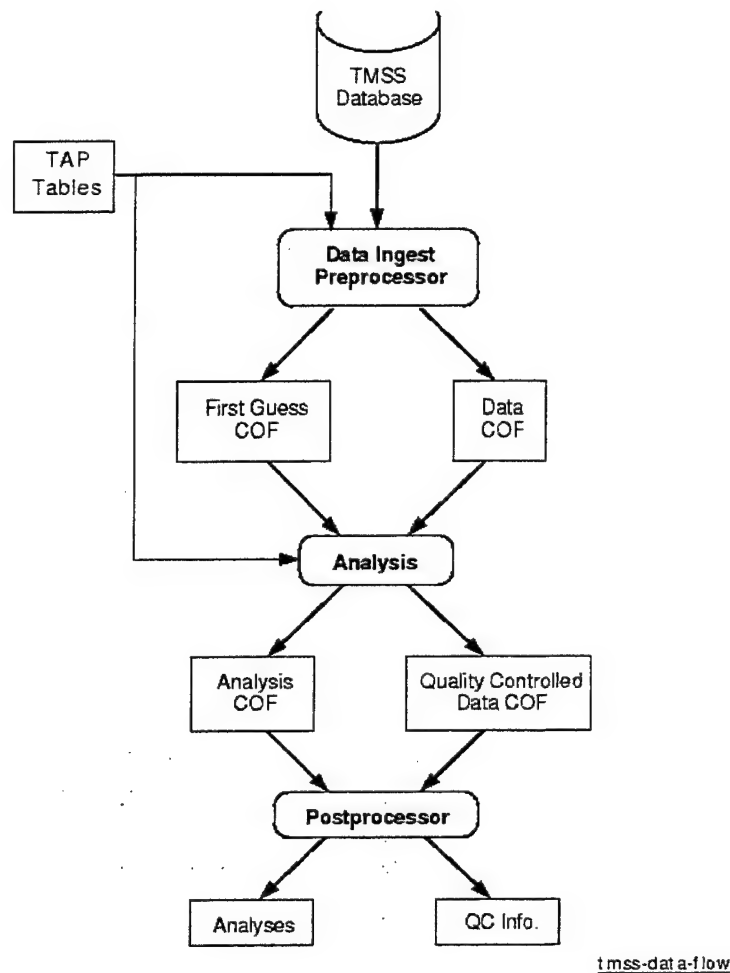 TMSS
Database
TAP
Tables
Data Ingest
Preprocessor
First Guess
COF
Data
COF
Analysis
Analysis
COF
Quality Controlled
Data COF
Postprocessor
Analyses
QC Info.
tmss-data-flow